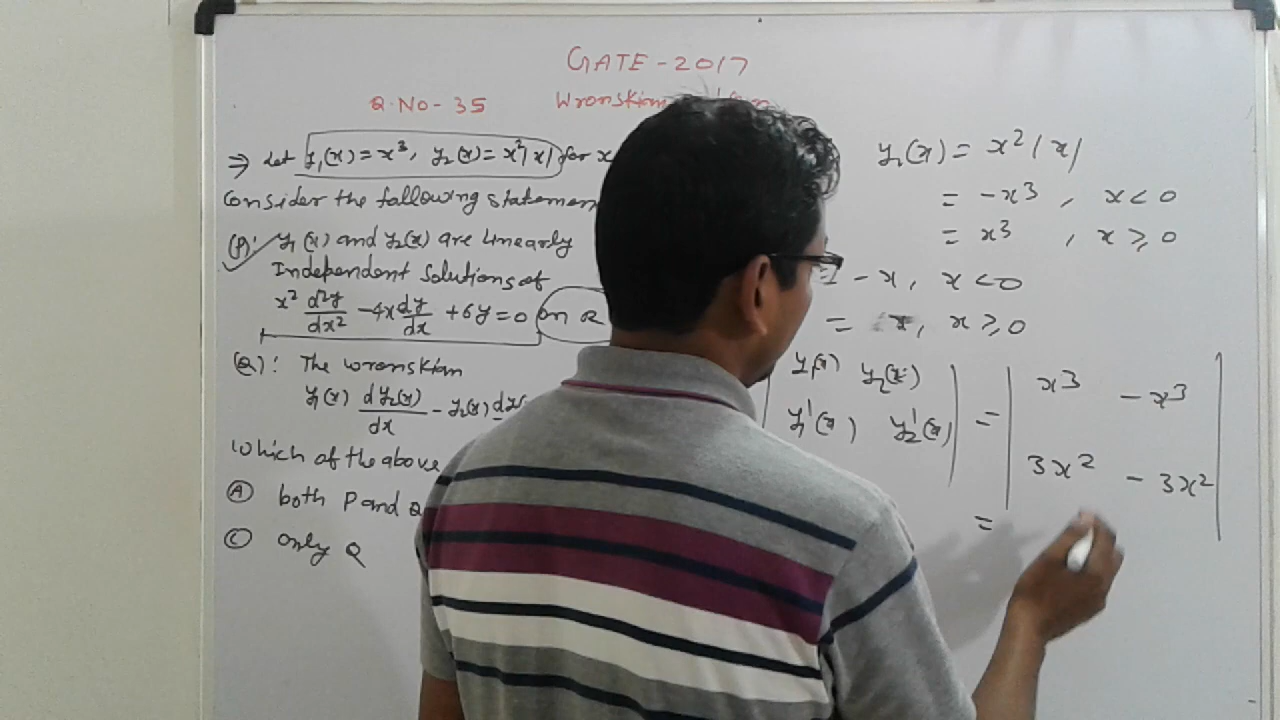 GATE-2017
Q.No-35 Wronskian
⇒ Let y₁(x)=x³, y₂(x)=x²|x| for x
Consider the following statemen
(P): y₁(x) and y₂(x) are Linearly
Independent Solutions of
x² d²y/dx² -4x dy/dx +6y=0 on R
(Q): The wronskian
y₁(x) dy₂(x)/dx - y₂(x) dy₁
Which of the above
(A) both P and Q
(C) only Q
y₂(x) = x²|x|
= -x³, x<0
= x³, x≥0
= -x, x<0
= x, x≥0
| y₁(x) y₂(x) | = | x³ -x³ |
| y₁'(x) y₂'(x) | | 3x² -3x² |
=